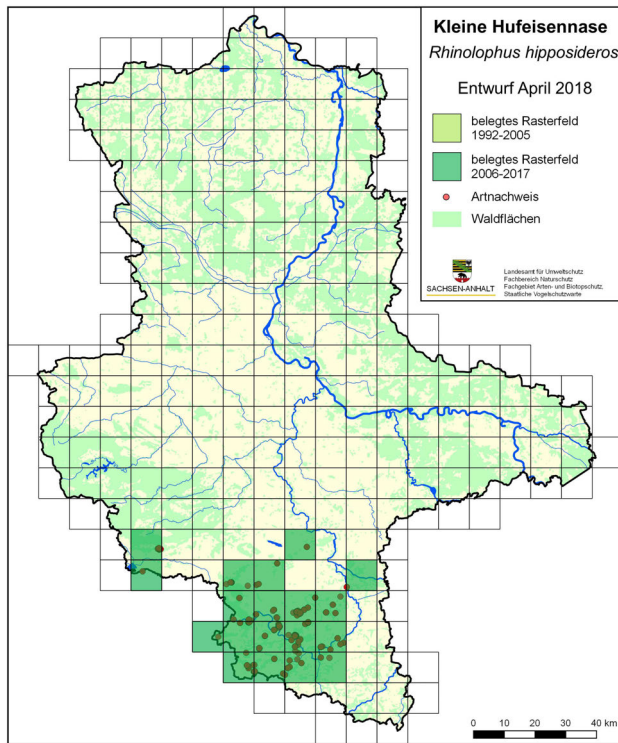 Kleine Hufeisennase
Rhinolophus hipposideros
Entwurf April 2018
belegtes Rasterfeld
1992-2005
belegtes Rasterfeld
2006-2017
Artnachweis
Waldflächen
SACHSEN-ANHALT
Landesamt für Umweltschutz
Fachbereich Naturschutz
Fachgebiet Arten- und Biotopschutz,
Staatliche Vogelschutzwarte
0 10 20 30 40 km